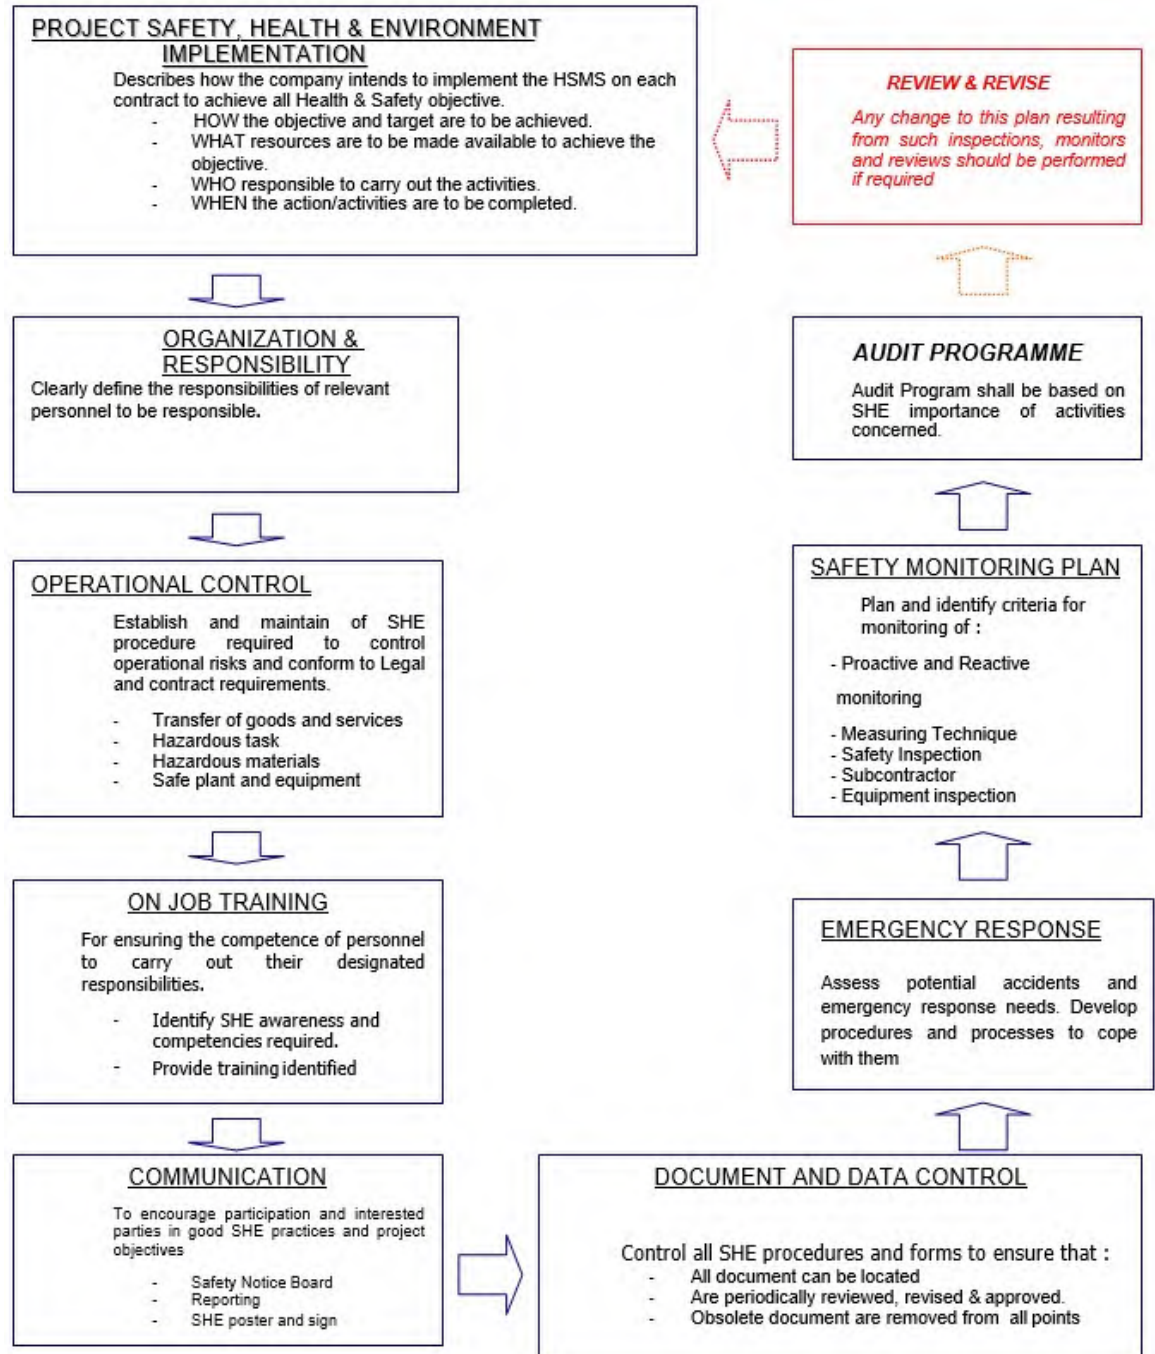 PROJECT SAFETY, HEALTH & ENVIRONMENT
IMPLEMENTATION
Describes how the company intends to implement the HSMS on each
contract to achieve all Health & Safety objective.
- HOW the objective and target are to be achieved.
- WHAT resources are to be made available to achieve the
objective.
- WHO responsible to carry out the activities.
- WHEN the action/activities are to be completed.
ORGANIZATION &
RESPONSIBILITY
Clearly define the responsibilities of relevant
personnel to be responsible.
OPERATIONAL CONTROL
Establish and maintain of SHE
procedure required to control
operational risks and conform to Legal
and contract requirements.
- Transfer of goods and services
- Hazardous task
- Hazardous materials
- Safe plant and equipment
ON JOB TRAINING
For ensuring the competence of personnel
to carry out their designated
responsibilities.
- Identify SHE awareness and
competencies required.
- Provide training identified
COMMUNICATION
To encourage participation and interested
parties in good SHE practices and project
objectives
- Safety Notice Board
- Reporting
- SHE poster and sign
DOCUMENT AND DATA CONTROL
Control all SHE procedures and forms to ensure that :
- All document can be located
- Are periodically reviewed, revised & approved.
- Obsolete document are removed from all points
EMERGENCY RESPONSE
Assess potential accidents and
emergency response needs. Develop
procedures and processes to cope
with them
SAFETY MONITORING PLAN
Plan and identify criteria for
monitoring of :
- Proactive and Reactive
monitoring
- Measuring Technique
- Safety Inspection
- Subcontractor
- Equipment inspection
AUDIT PROGRAMME
Audit Program shall be based on
SHE importance of activities
concerned.
REVIEW & REVISE
Any change to this plan resulting
from such inspections, monitors
and reviews should be performed
if required